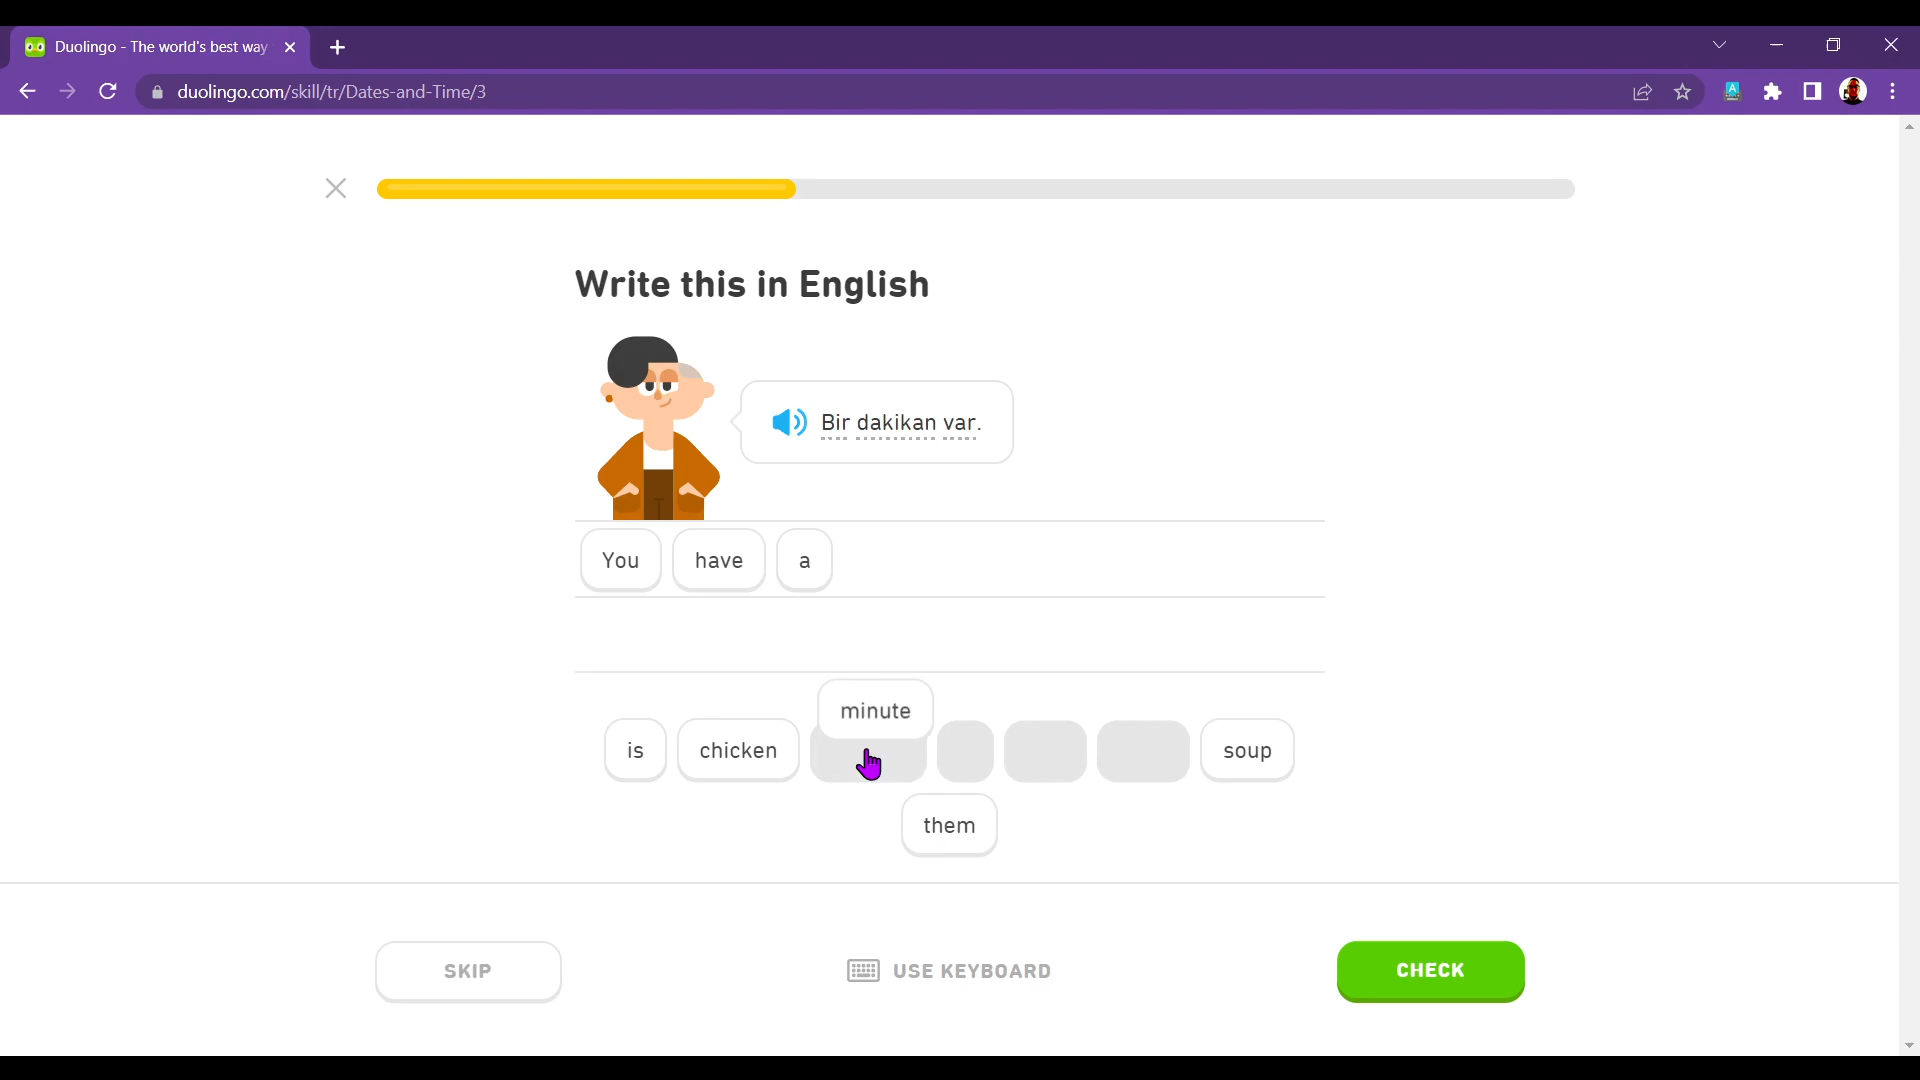 Duolingo - The world's best way
duolingo.com/skill/tr/Dates-and-Time/3
Write this in English
Bir dakikan var.
You have a
minute
is chicken soup
them
SKIP USE KEYBOARD CHECK